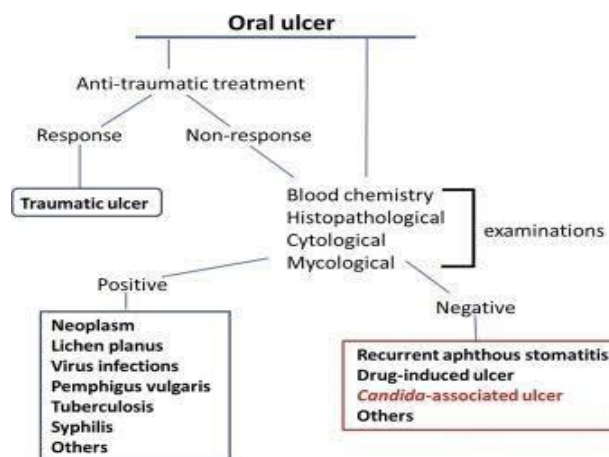 Oral ulcer
Anti-traumatic treatment
Response
Non-response
Traumatic ulcer
Blood chemistry
Histopathological
Cytological
Mycological
examinations
Positive
Negative
Neoplasm
Lichen planus
Virus infections
Pemphigus vulgaris
Tuberculosis
Syphilis
Others
Recurrent aphthous stomatitis
Drug-induced ulcer
Candida-associated ulcer
Others